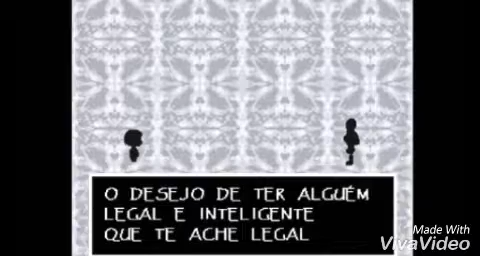 O DESEJO DE TER ALGUÉM
LEGAL E INTELIGENTE
QUE TE ACHE LEGAL
Made With
VivaVideo